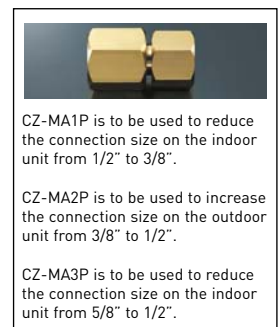 CZ-MA1P is to be used to reduce
the connection size on the indoor
unit from 1/2” to 3/8”.
CZ-MA2P is to be used to increase
the connection size on the outdoor
unit from 3/8” to 1/2”.
CZ-MA3P is to be used to reduce
the connection size on the indoor
unit from 5/8” to 1/2”.